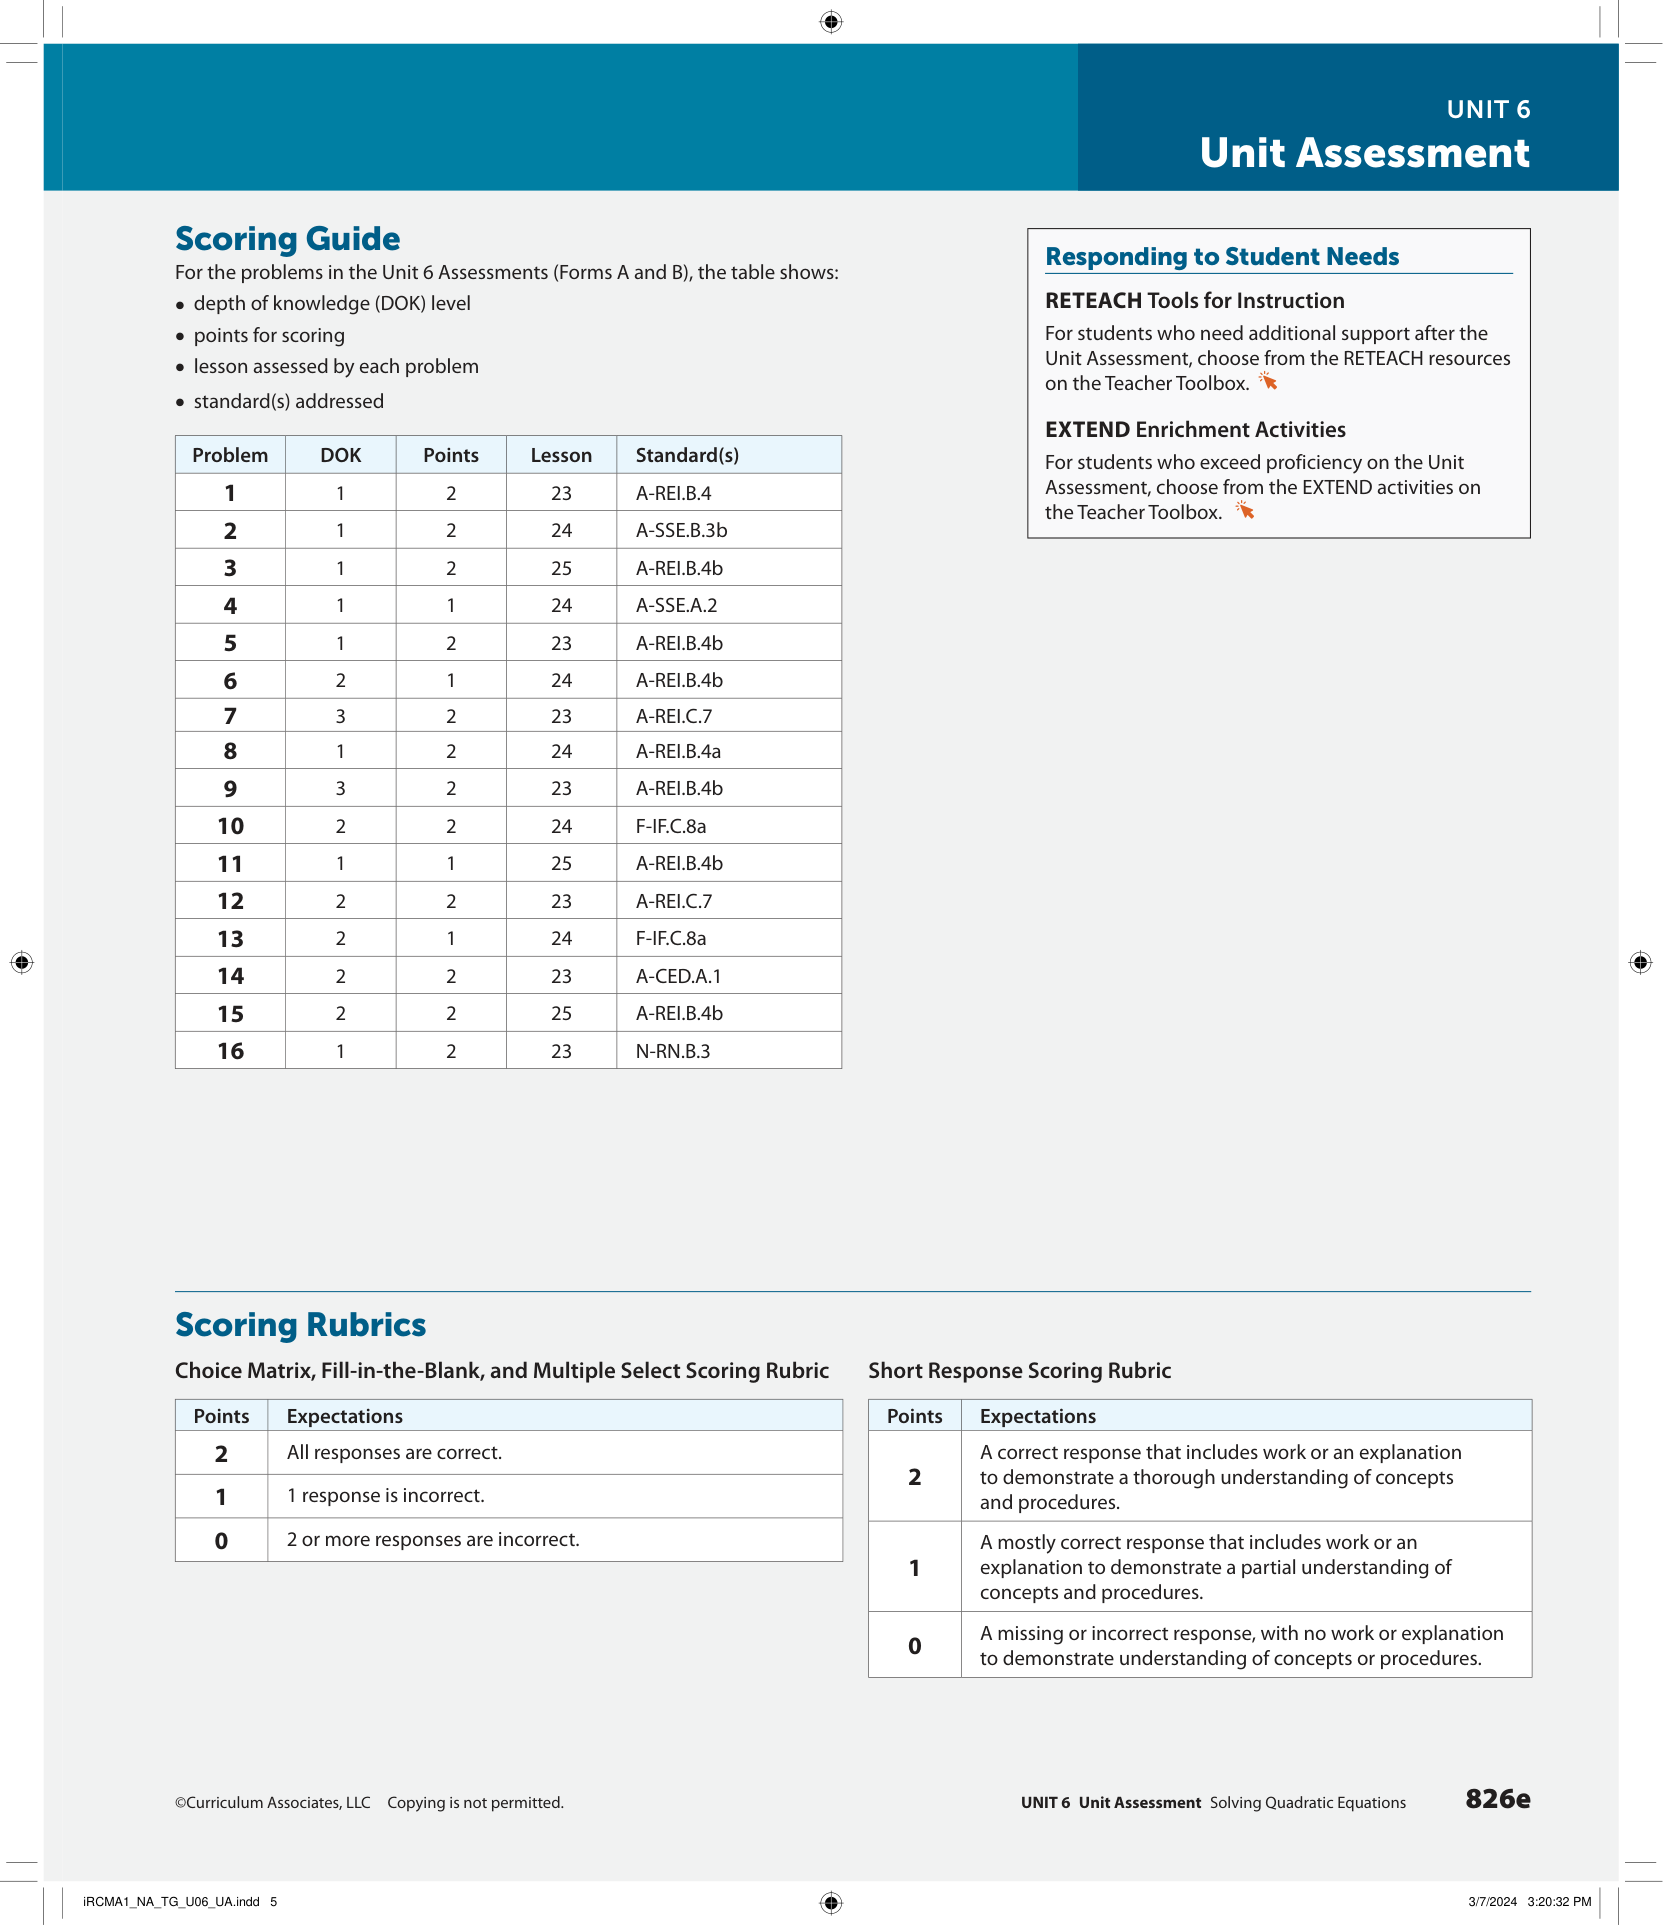 UNIT 6
Unit Assessment
Scoring Guide
For the problems in the Unit 6 Assessments (Forms A and B), the table shows:
• depth of knowledge (DOK) level
• points for scoring
• lesson assessed by each problem
• standard(s) addressed
Problem DOK Points Lesson Standard(s)
1 1 2 23 A-REI.B.4
2 1 2 24 A-SSE.B.3b
3 1 2 25 A-REI.B.4b
4 1 1 24 A-SSE.A.2
5 1 2 23 A-REI.B.4b
6 2 1 24 A-REI.B.4b
7 3 2 23 A-REI.C.7
8 1 2 24 A-REI.B.4a
9 3 2 23 A-REI.B.4b
10 2 2 24 F-IF.C.8a
11 1 1 25 A-REI.B.4b
12 2 2 23 A-REI.C.7
13 2 1 24 F-IF.C.8a
14 2 2 23 A-CED.A.1
15 2 2 25 A-REI.B.4b
16 1 2 23 N-RN.B.3
Responding to Student Needs
RETEACH Tools for Instruction
For students who need additional support after the
Unit Assessment, choose from the RETEACH resources
on the Teacher Toolbox.
EXTEND Enrichment Activities
For students who exceed proficiency on the Unit
Assessment, choose from the EXTEND activities on
the Teacher Toolbox.
Scoring Rubrics
Choice Matrix, Fill-in-the-Blank, and Multiple Select Scoring Rubric
Points Expectations
2 All responses are correct.
1 1 response is incorrect.
0 2 or more responses are incorrect.
Short Response Scoring Rubric
Points Expectations
2 A correct response that includes work or an explanation
to demonstrate a thorough understanding of concepts
and procedures.
1 A mostly correct response that includes work or an
explanation to demonstrate a partial understanding of
concepts and procedures.
0 A missing or incorrect response, with no work or explanation
to demonstrate understanding of concepts or procedures.
©Curriculum Associates, LLC Copying is not permitted.
UNIT 6 Unit Assessment Solving Quadratic Equations 826e
iRCMA1_NA_TG_U06_UA.indd 5
3/7/2024 3:20:32 PM